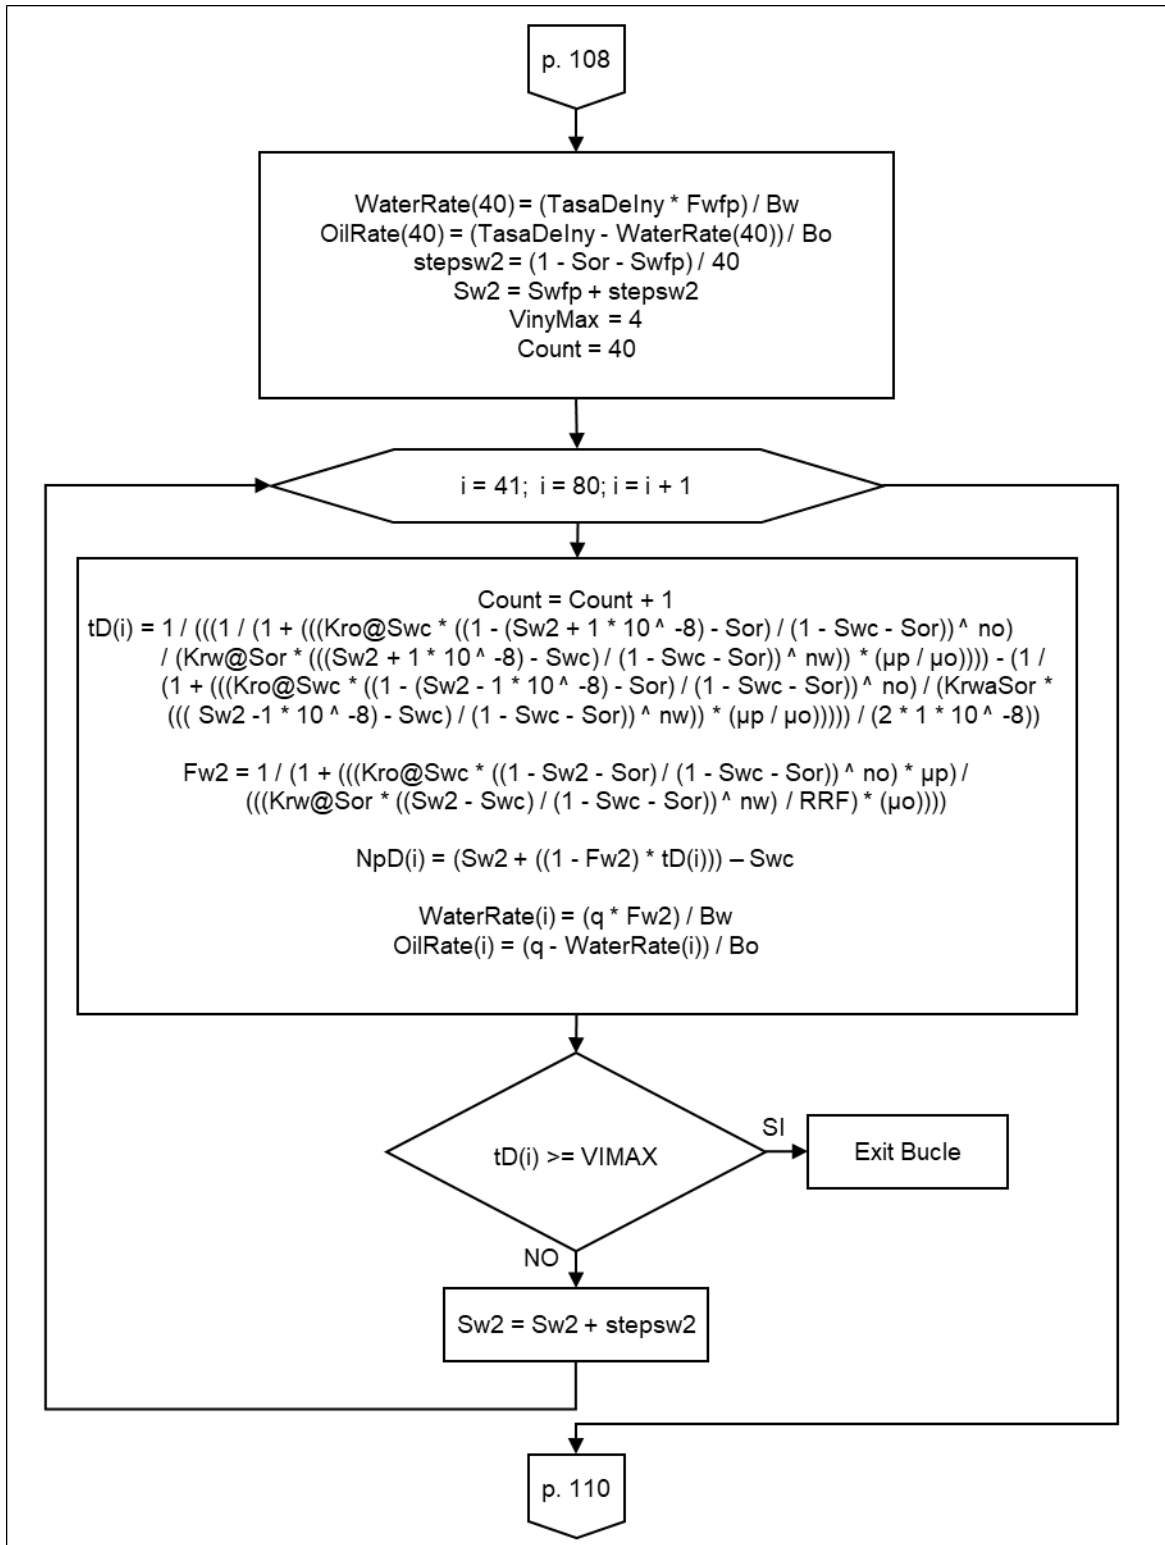 p. 108
WaterRate(40) = (TasaDeIny * Fwfp) / Bw
OilRate(40) = (TasaDeIny - WaterRate(40)) / Bo
stepsw2 = (1 - Sor - Swfp) / 40
Sw2 = Swfp + stepsw2
VinyMax = 4
Count = 40
i = 41; i = 80; i = i + 1
Count = Count + 1
tD(i) = 1 / (((1 / (1 + (((Kro@Swc * ((1 - (Sw2 + 1 * 10 ^ -8) - Sor) / (1 - Swc - Sor)) ^ no)
/ (Krw@Sor * (((Sw2 + 1 * 10 ^ -8) - Swc) / (1 - Swc - Sor)) ^ nw)) * (μp / μo)))) - (1 /
(1 + (((Kro@Swc * ((1 - (Sw2 - 1 * 10 ^ -8) - Sor) / (1 - Swc - Sor)) ^ no) / (KrwaSor *
((( Sw2 -1 * 10 ^ -8) - Swc) / (1 - Swc - Sor)) ^ nw)) * (μp / μo))))) / (2 * 1 * 10 ^ -8))
Fw2 = 1 / (1 + (((Kro@Swc * ((1 - Sw2 - Sor) / (1 - Swc - Sor)) ^ no) * μp) /
(((Krw@Sor * ((Sw2 - Swc) / (1 - Swc - Sor)) ^ nw) / RRF) * (μo))))
NpD(i) = (Sw2 + ((1 - Fw2) * tD(i))) – Swc
WaterRate(i) = (q * Fw2) / Bw
OilRate(i) = (q - WaterRate(i)) / Bo
tD(i) >= VIMAX
SI
Exit Bucle
NO
Sw2 = Sw2 + stepsw2
p. 110